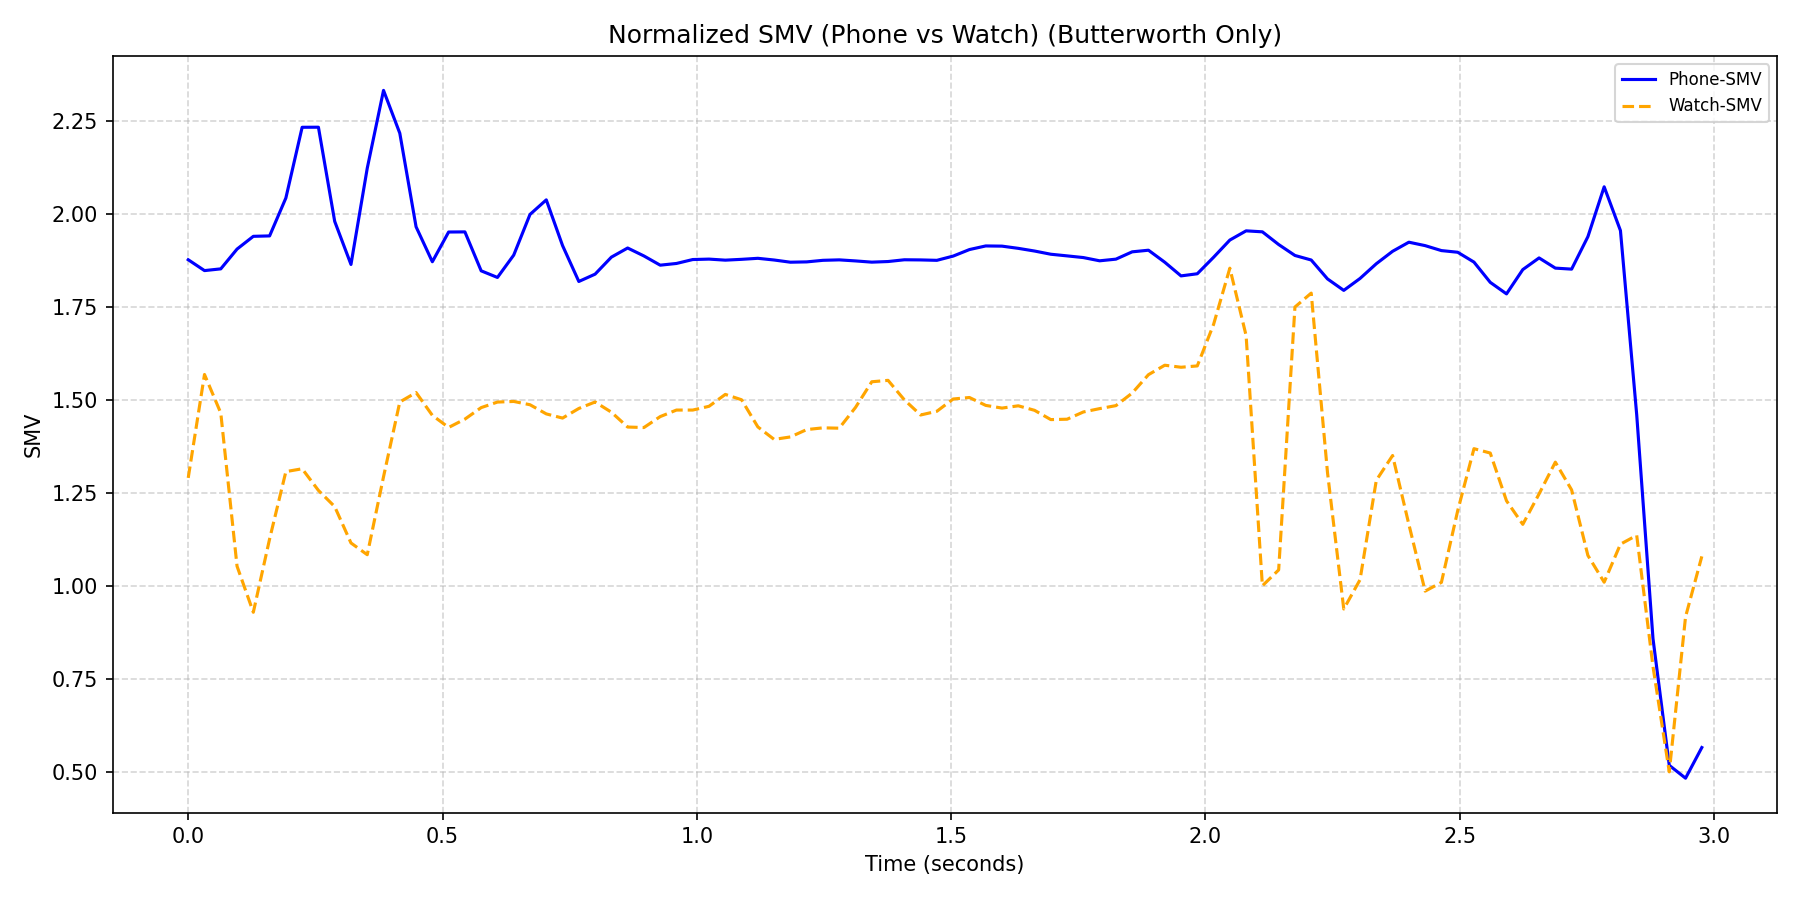 Normalized SMV (Phone vs Watch) (Butterworth Only)
Phone-SMV
Watch-SMV
SMV
2.25
2.00
1.75
1.50
1.25
1.00
0.75
0.50
0.0 0.5 1.0 1.5 2.0 2.5 3.0
Time (seconds)